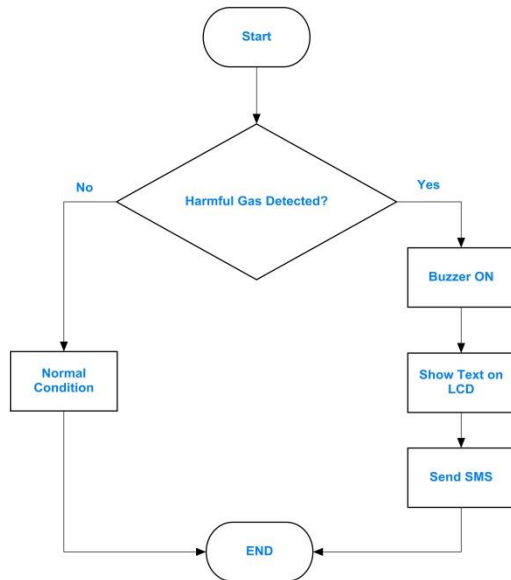 Start
Harmful Gas Detected?
No
Yes
Buzzer ON
Normal
Condition
Show Text on
LCD
Send SMS
END